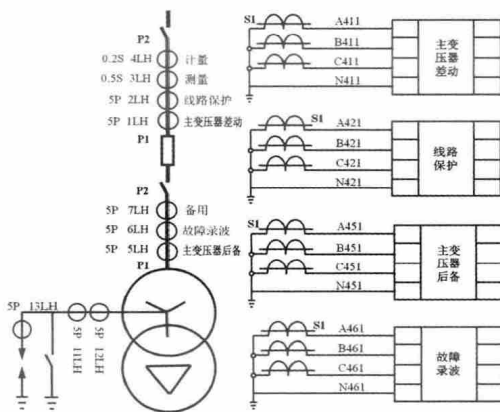 P2
0.2S 4LH 计量
0.5S 3LH 测量
5P 2LH 线路保护
5P 1LH 主变压器差动
P1
P2
5P 7LH 备用
5P 6LH 故障录波
5P 5LH 主变压器后备
P1
5P 13LH
5P 11LH
5P 12LH
S1 A411
B411
C411
N411
主变
压器
差动
S1 A421
B421
C421
N421
线路
保护
S1 A451
B451
C451
N451
主变
压器
后备
S1 A461
B461
C461
N461
故障
录波